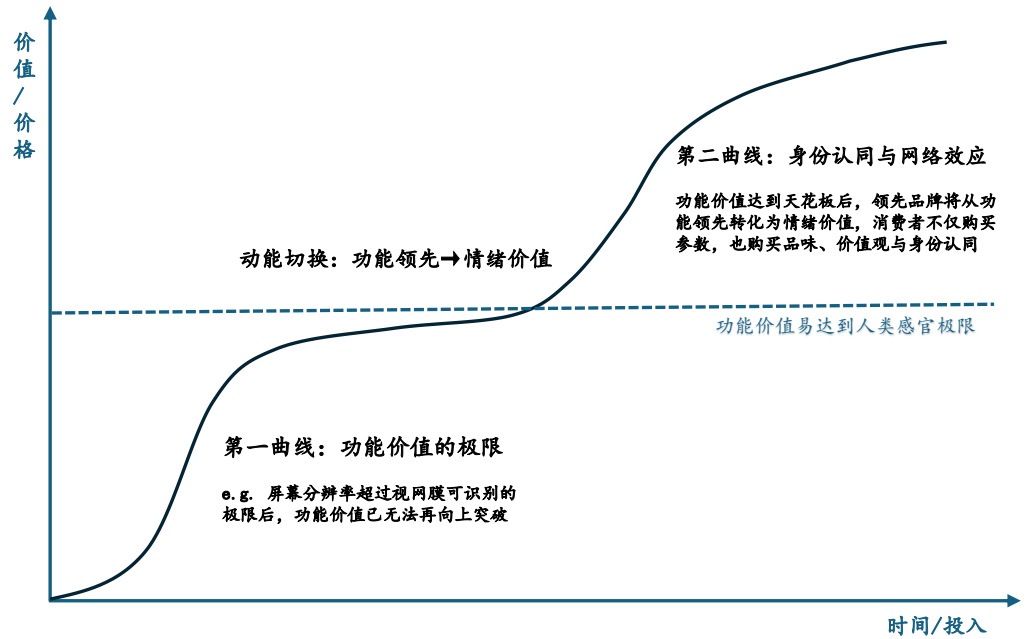 价值/价格
第二曲线：身份认同与网络效应
功能价值达到天花板后，领先品牌将从功
能领先转化为情绪价值，消费者不仅购买
参数，也购买品味、价值观与身份认同
动能切换：功能领先→情绪价值
功能价值易达到人类感官极限
第一曲线：功能价值的极限
e.g. 屏幕分辨率超过视网膜可识别的
极限后，功能价值已无法再向上突破
时间/投入